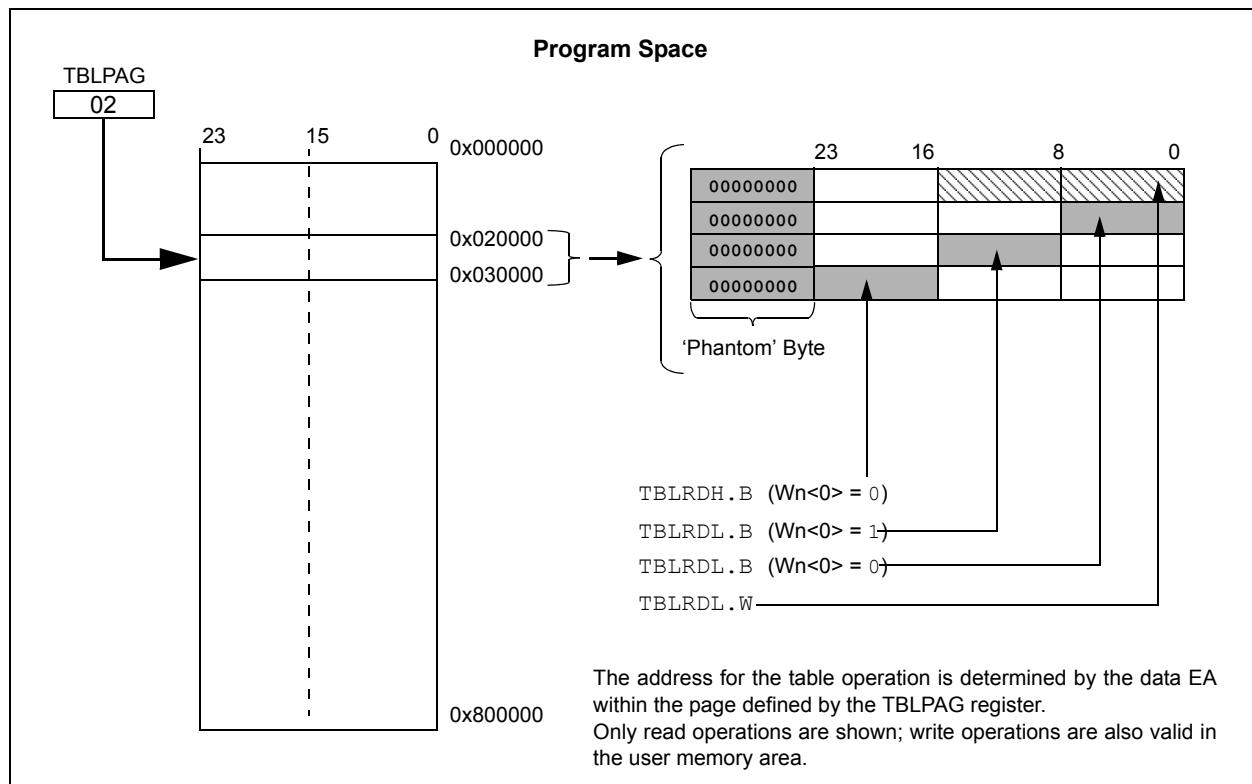 Program Space
TBLPAG
02
23 15 0
0x000000
0x020000
0x030000
0x800000
23 16 8 0
00000000
00000000
00000000
00000000
‘Phantom’ Byte
TBLRDH.B (Wn<0> = 0)
TBLRDL.B (Wn<0> = 1)
TBLRDL.B (Wn<0> = 0)
TBLRDL.W
The address for the table operation is determined by the data EA
within the page defined by the TBLPAG register.
Only read operations are shown; write operations are also valid in
the user memory area.